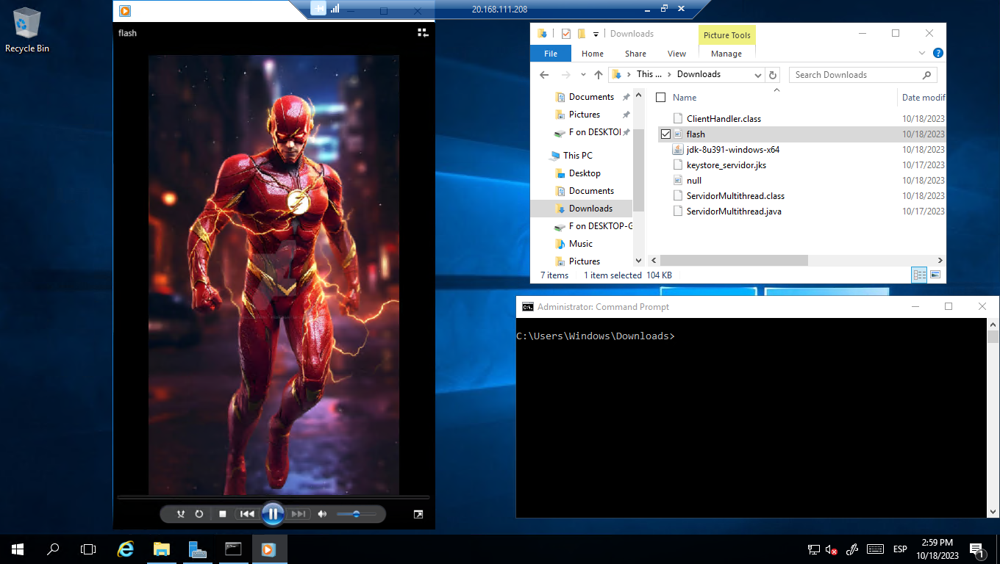 Recycle Bin
flash
20.168.111.208
Downloads
Picture Tools
File
Home
Share
View
Manage
This ...
Downloads
Search Downloads
Documents
Pictures
F on DESKTOI
This PC
Desktop
Documents
Downloads
F on DESKTOP-G
Music
Pictures
Name
Date modif
ClientHandler.class
10/18/2023
flash
10/18/2023
jdk-8u391-windows-x64
10/18/2023
keystore_servidor.jks
10/17/2023
null
10/18/2023
ServidorMultithread.class
10/18/2023
ServidorMultithread.java
10/17/2023
7 items
1 item selected
104 KB
Administrator: Command Prompt
C:\Users\Windows\Downloads>
ESP
2:59 PM
10/18/2023
1